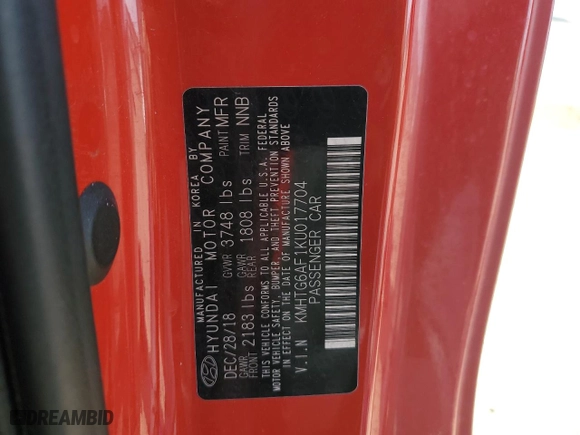 MANUFACTURED IN KOREA BY
HYUNDAI MOTOR COMPANY
DEC/28/18 GVWR 3748 lbs PAINT MFR
GAWR FRONT 2183 lbs GAWR REAR 1808 lbs TRIM NNB
THIS VEHICLE CONFORMS TO ALL APPLICABLE U.S.A. FEDERAL
MOTOR VEHICLE SAFETY, BUMPER, AND THEFT PREVENTION STANDARDS
IN EFFECT ON THE DATE OF MANUFACTURE SHOWN ABOVE
V.I.N KMHTG6AF1KU017704
PASSENGER CAR
DREAMBID